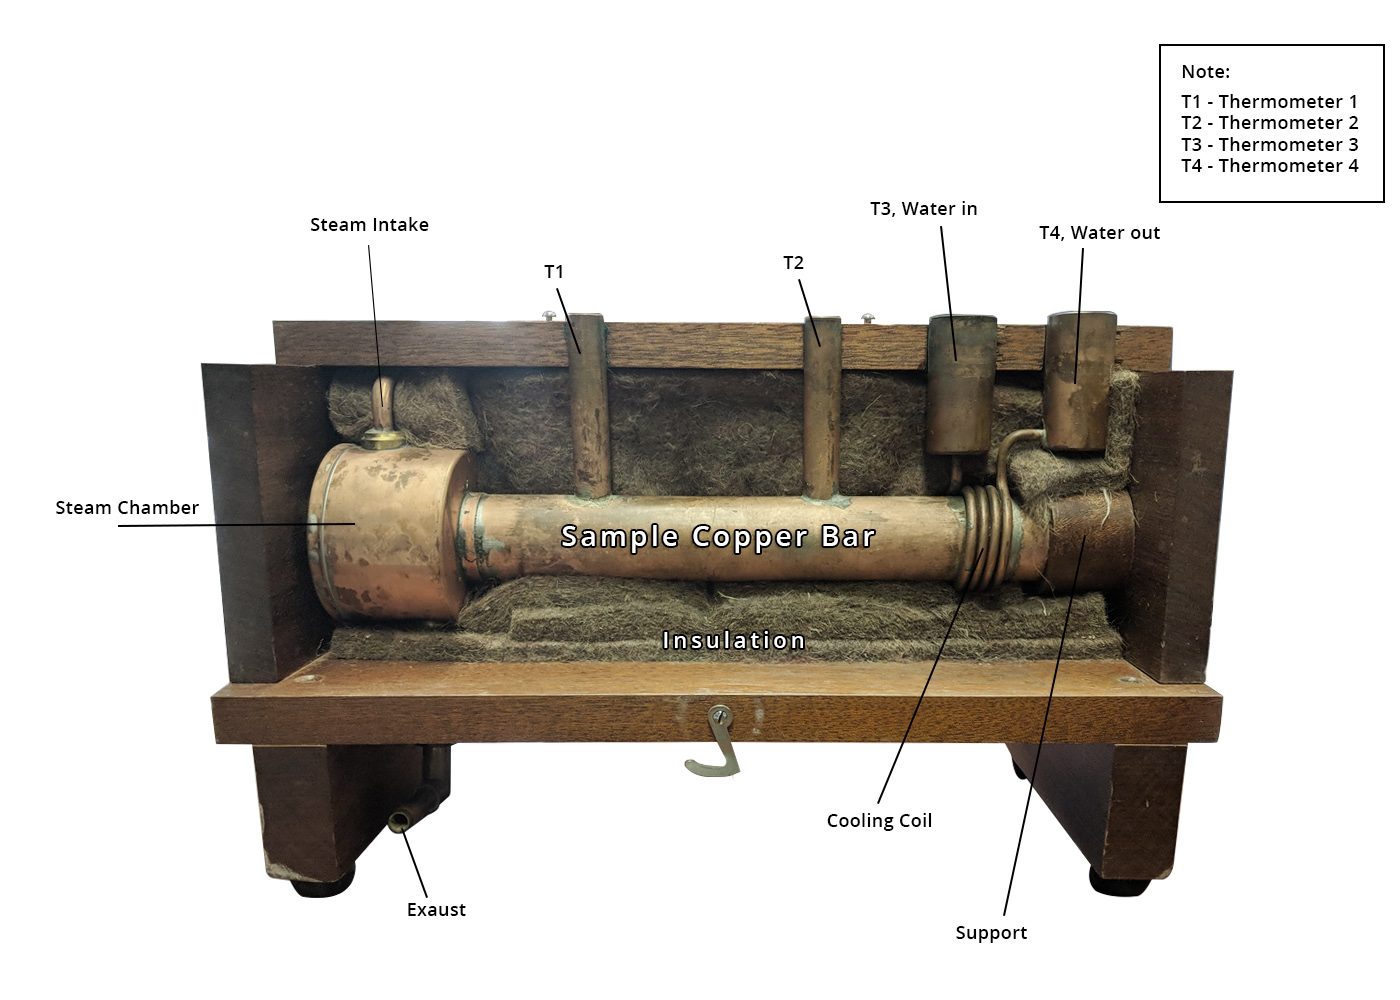 Note:
T1 - Thermometer 1
T2 - Thermometer 2
T3 - Thermometer 3
T4 - Thermometer 4
T3, Water in
Steam Intake
T4, Water out
T1
T2
Steam Chamber
Sample Copper Bar
Insulation
Cooling Coil
Exaust
Support